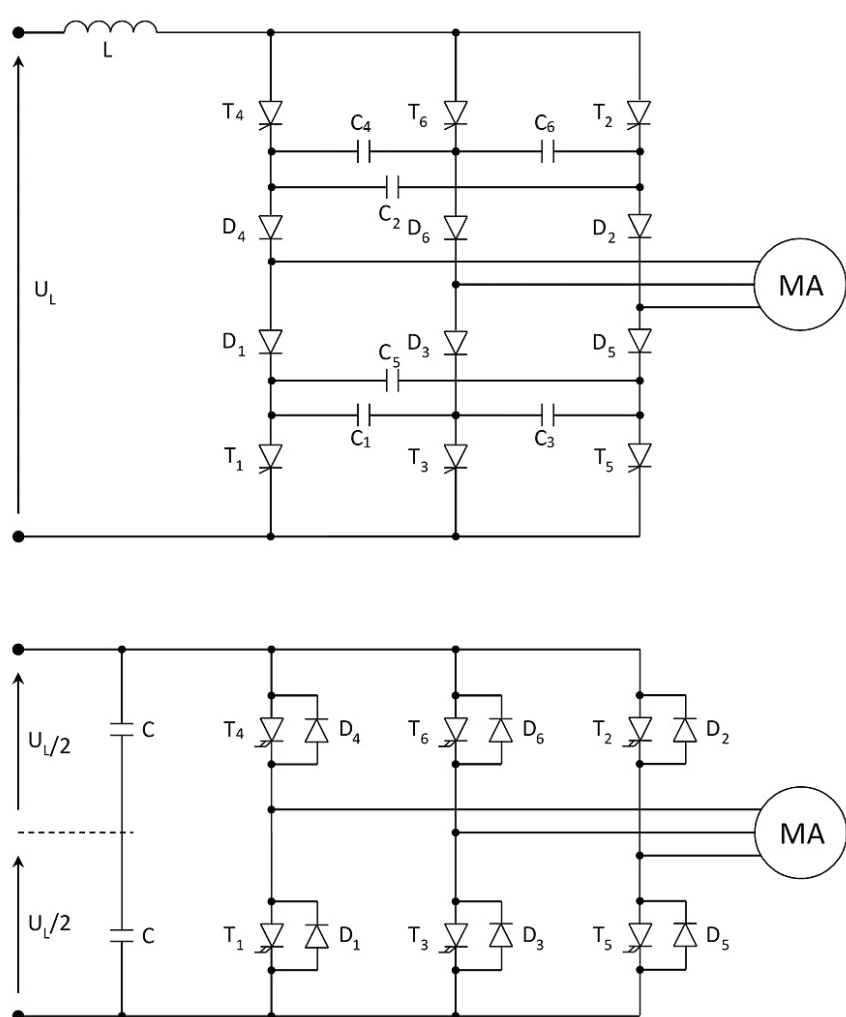 L
T4 T6 T2
C4 C6
C2
D4 D6 D2
UL
MA
D1 D3 D5
C5
C1 C3
T1 T3 T5
UL/2
C
T4 D4 T6 D6 T2 D2
MA
UL/2
C
T1 D1 T3 D3 T5 D5